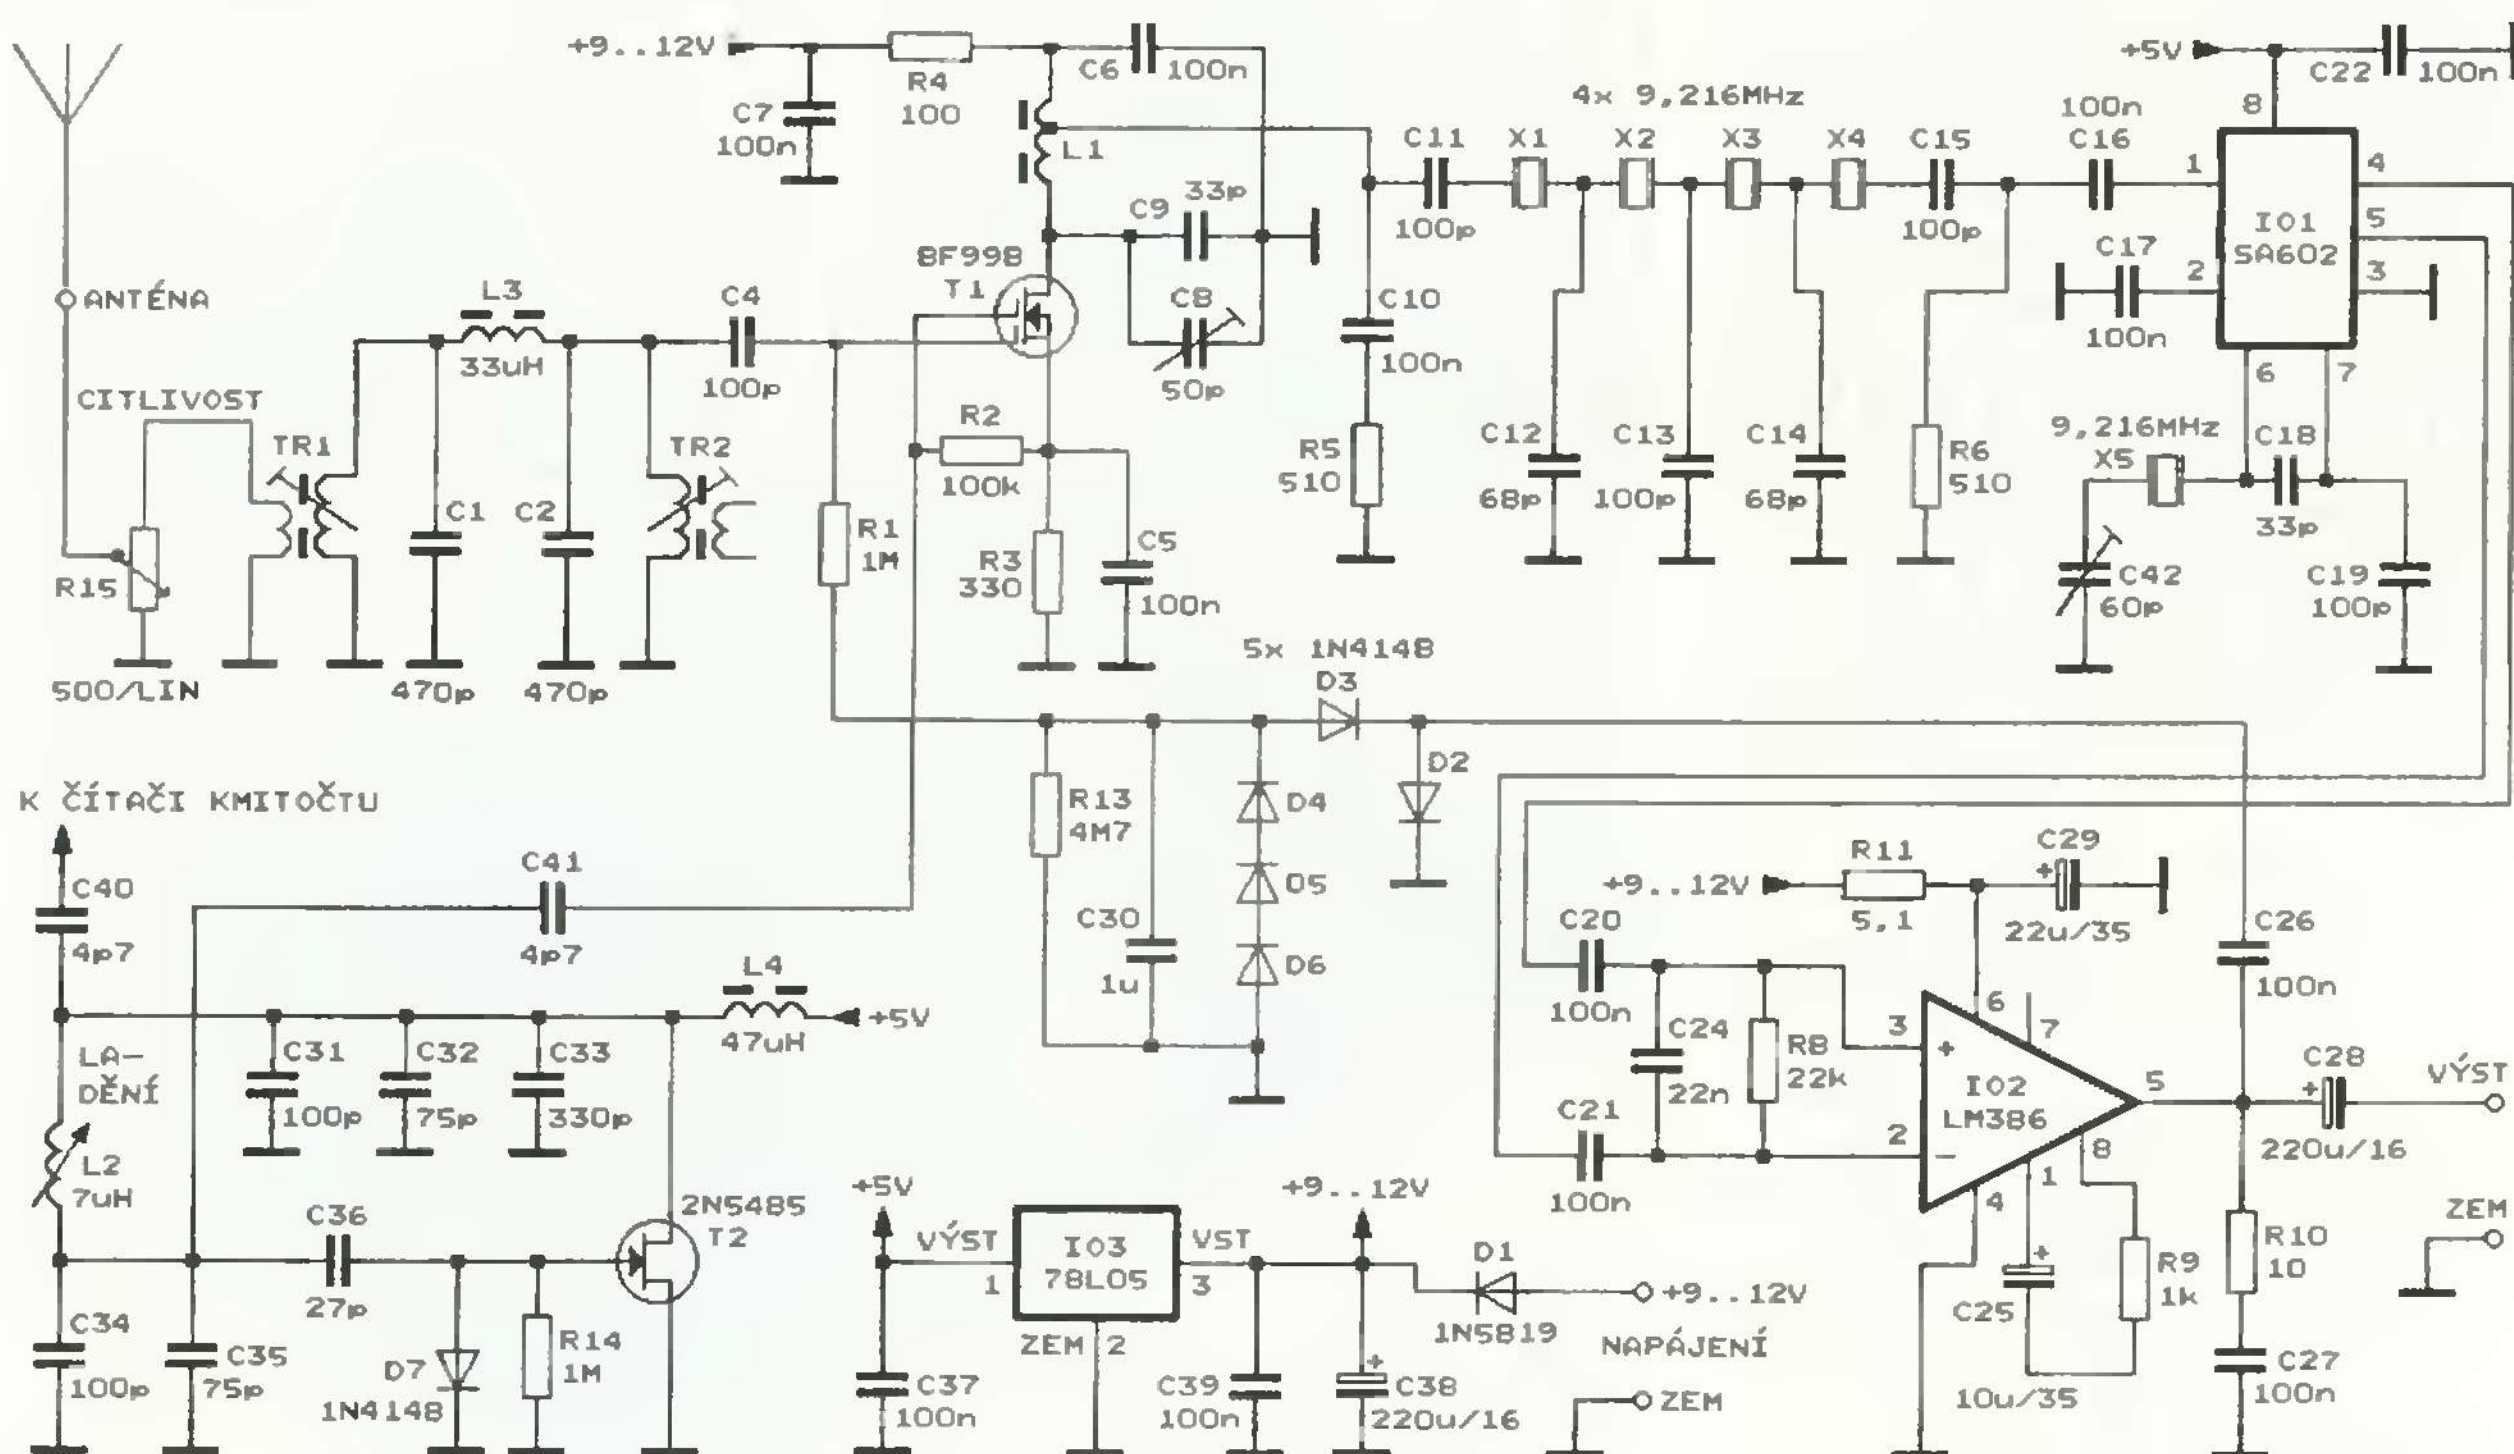 +9..12V
R4
100
C7
100n
C6
100n
L1
C9
33p
C8
50p
BF998
T1
4x 9,216MHz
C11
100p
X1
X2
X3
X4
C15
100p
100n
C16
+5V
C22
100n
8
1
4
5
2
3
6
7
IO1
SA602
C17
100n
ANTÉNA
CITLIVOST
R15
500/LIN
TR1
L3
33uH
C1
470p
C2
470p
TR2
C4
100p
R1
1M
R2
100k
R3
330
C5
100n
C10
100n
R5
510
C12
68p
C13
100p
C14
68p
R6
510
9,216MHz
X5
C18
33p
C42
60p
C19
100p
5x 1N4148
D3
D2
R13
4M7
C30
1u
D4
D5
D6
K ČÍTAČI KMITOČTU
C40
4p7
C41
4p7
L4
47uH
+5V
LA-
DĚNÍ
L2
7uH
C31
100p
C32
75p
C33
330p
C36
27p
2N5485
T2
C34
100p
C35
75p
D7
1N4148
R14
1M
+5V
VÝST
1
IO3
78L05
VST
3
ZEM
2
+9..12V
C37
100n
C39
100n
C38
+
220u/16
D1
1N5819
+9..12V
NAPÁJENÍ
ZEM
+9..12V
R11
5,1
C29
+
22u/35
C20
100n
C24
22n
R8
22k
C21
100n
3
+
2
-
6
7
IO2
LM386
5
8
1
4
C26
100n
C28
+
220u/16
VÝST
ZEM
C25
+
10u/35
R9
1k
R10
10
C27
100n